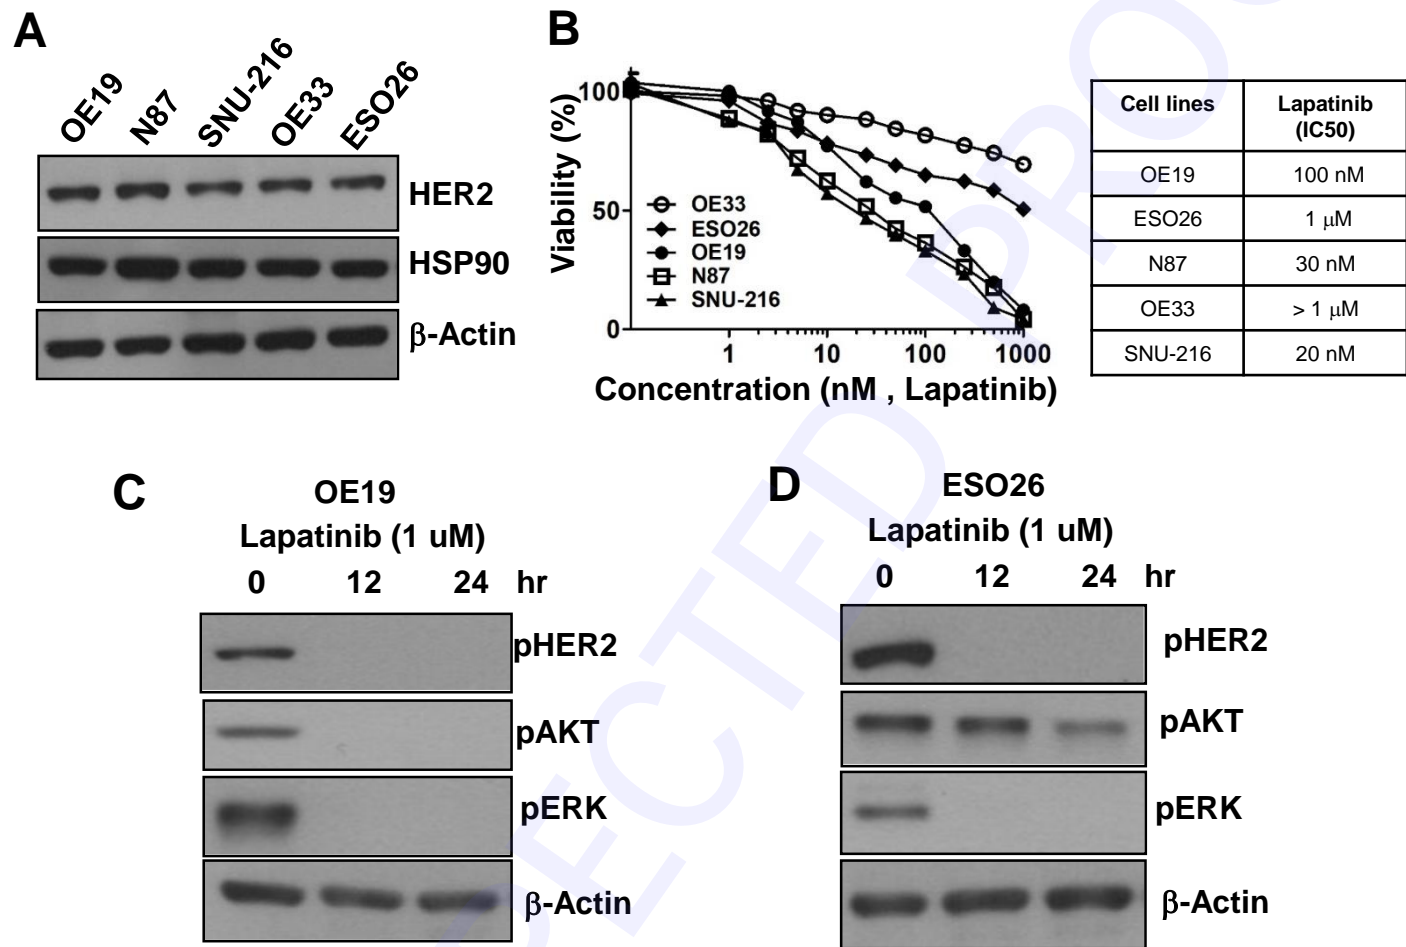 A
OE19
N87
SNU-216
OE33
ESO26
HER2
HSP90
β-Actin
B
Viability (%)
100
50
0
OE33
ESO26
OE19
N87
SNU-216
1 10 100 1000
Concentration (nM , Lapatinib)
Cell lines Lapatinib (IC50)
OE19 100 nM
ESO26 1 μM
N87 30 nM
OE33 > 1 μM
SNU-216 20 nM
C
OE19
Lapatinib (1 uM)
0 12 24 hr
pHER2
pAKT
pERK
β-Actin
D
ESO26
Lapatinib (1 uM)
0 12 24 hr
pHER2
pAKT
pERK
β-Actin